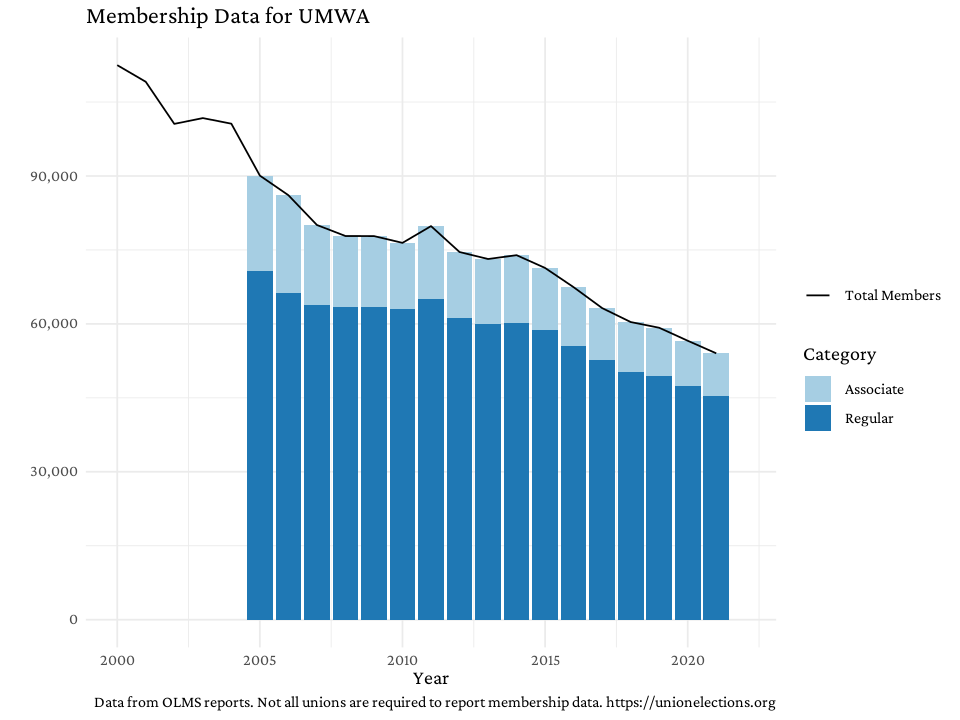 Membership Data for UMWA
90,000
60,000
30,000
0
2000 2005 2010 2015 2020
Year
Total Members
Category
Associate
Regular
Data from OLMS reports. Not all unions are required to report membership data. https://unionelections.org